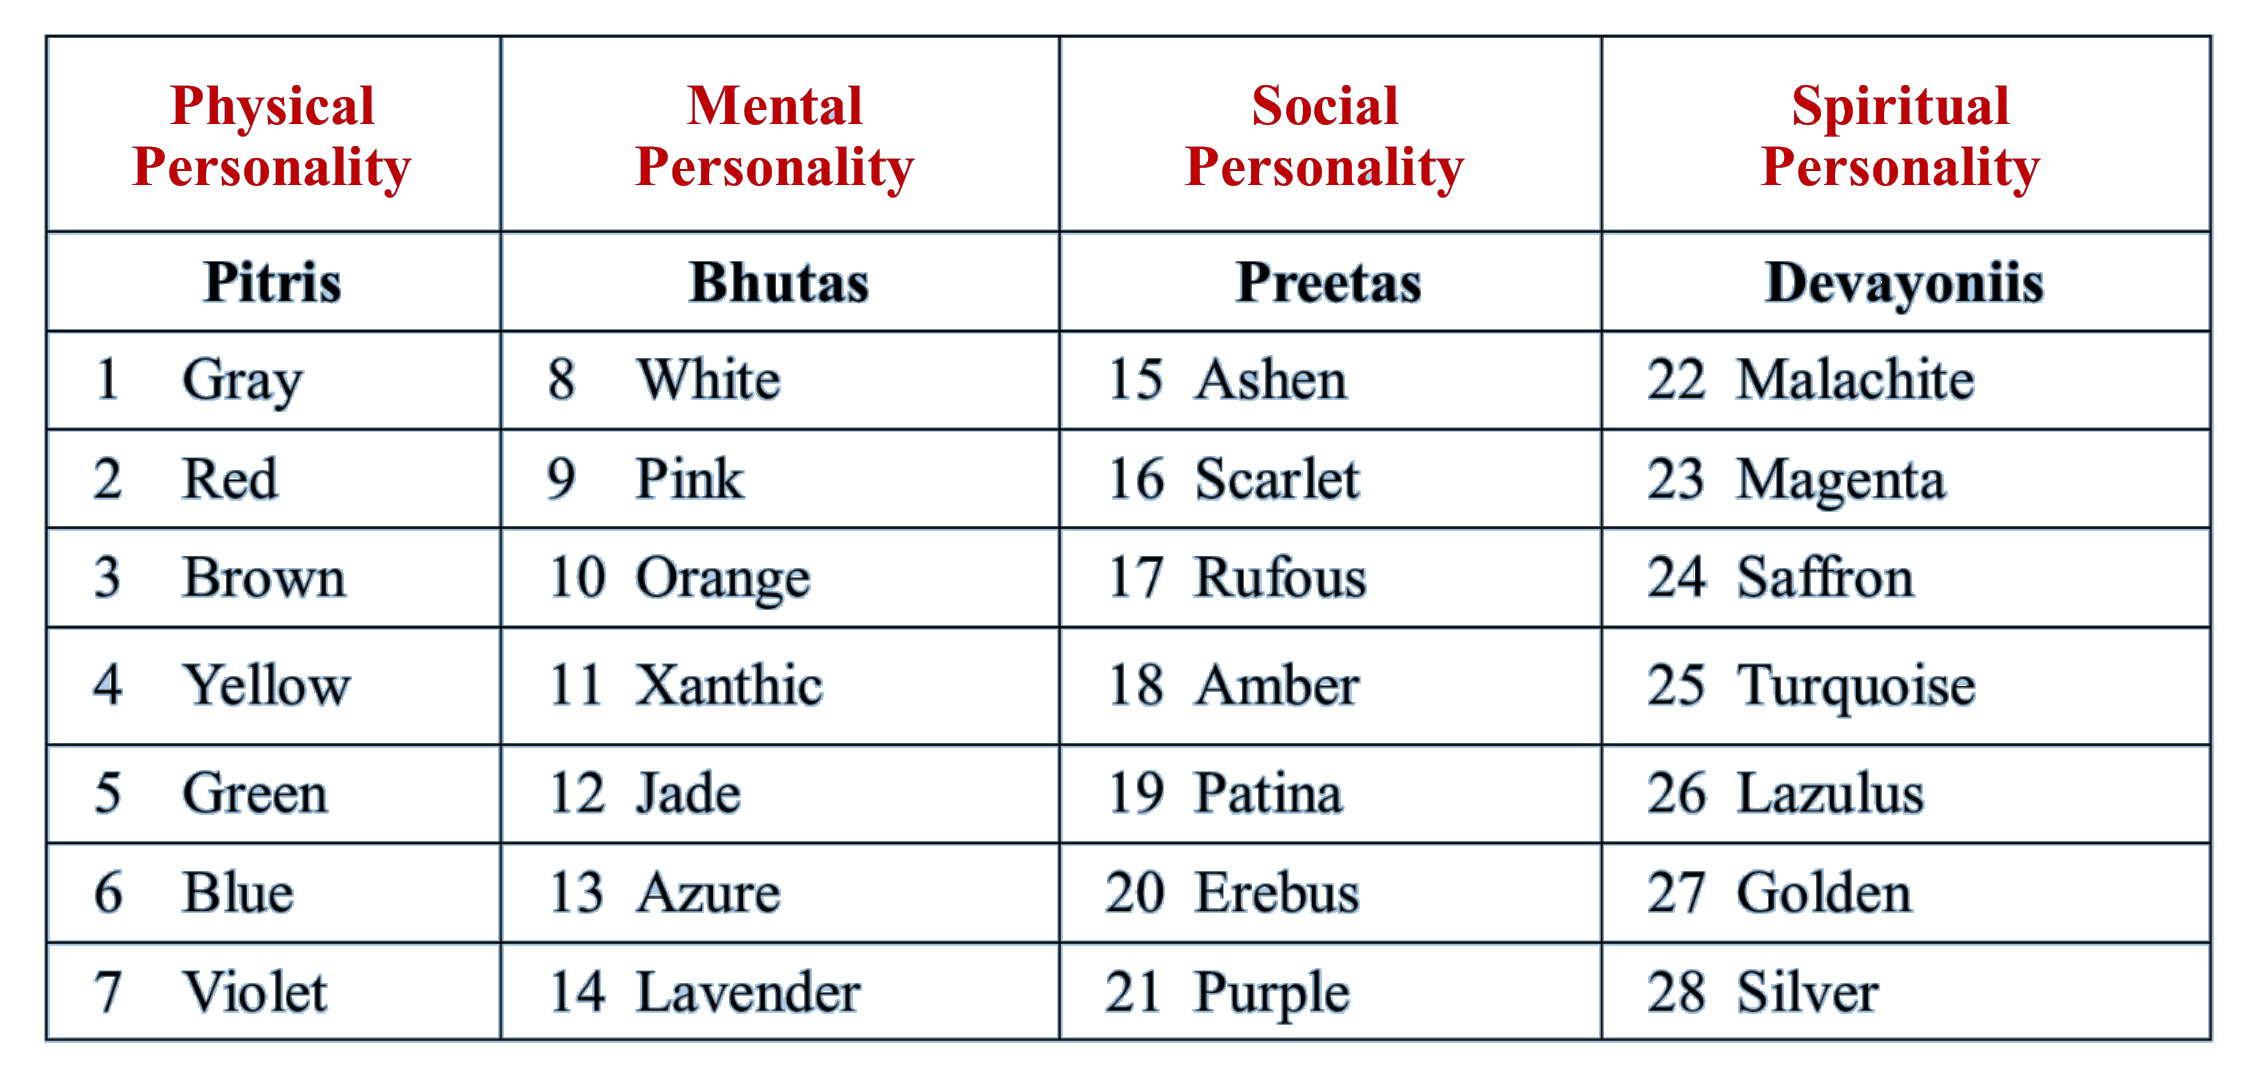 Physical Personality | Mental Personality | Social Personality | Spiritual Personality
Pitris | Bhutas | Preetas | Devayoniis
1 Gray | 8 White | 15 Ashen | 22 Malachite
2 Red | 9 Pink | 16 Scarlet | 23 Magenta
3 Brown | 10 Orange | 17 Rufous | 24 Saffron
4 Yellow | 11 Xanthic | 18 Amber | 25 Turquoise
5 Green | 12 Jade | 19 Patina | 26 Lazulus
6 Blue | 13 Azure | 20 Erebus | 27 Golden
7 Violet | 14 Lavender | 21 Purple | 28 Silver